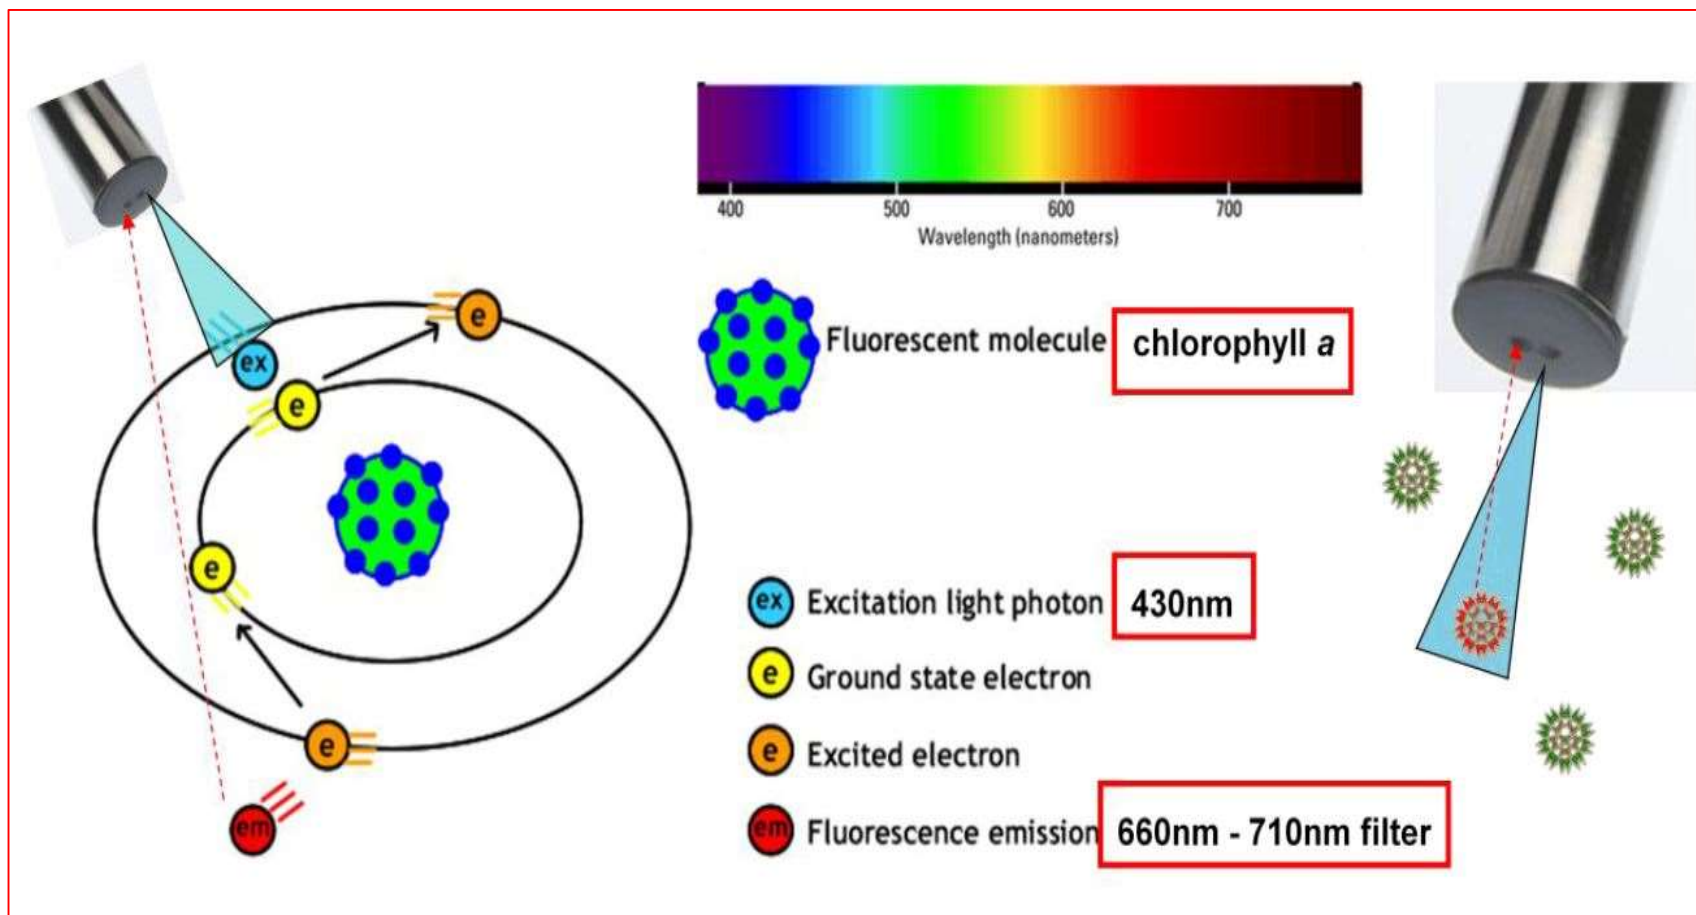 400 500 600 700
Wavelength (nanometers)
e
ex
e
Fluorescent molecule chlorophyll a
e
ex Excitation light photon 430nm
e Ground state electron
e
e Excited electron
em
em Fluorescence emission 660nm - 710nm filter